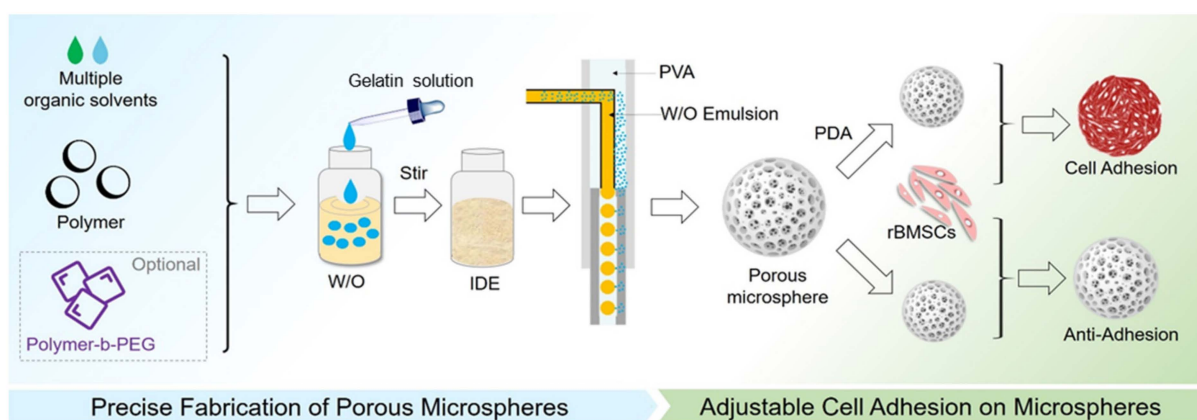 Multiple
organic solvents
Polymer
Optional
Polymer-b-PEG
Gelatin solution
Stir
W/O
IDE
PVA
W/O Emulsion
Porous
microsphere
PDA
rBMSCs
Cell Adhesion
Anti-Adhesion
Precise Fabrication of Porous Microspheres
Adjustable Cell Adhesion on Microspheres